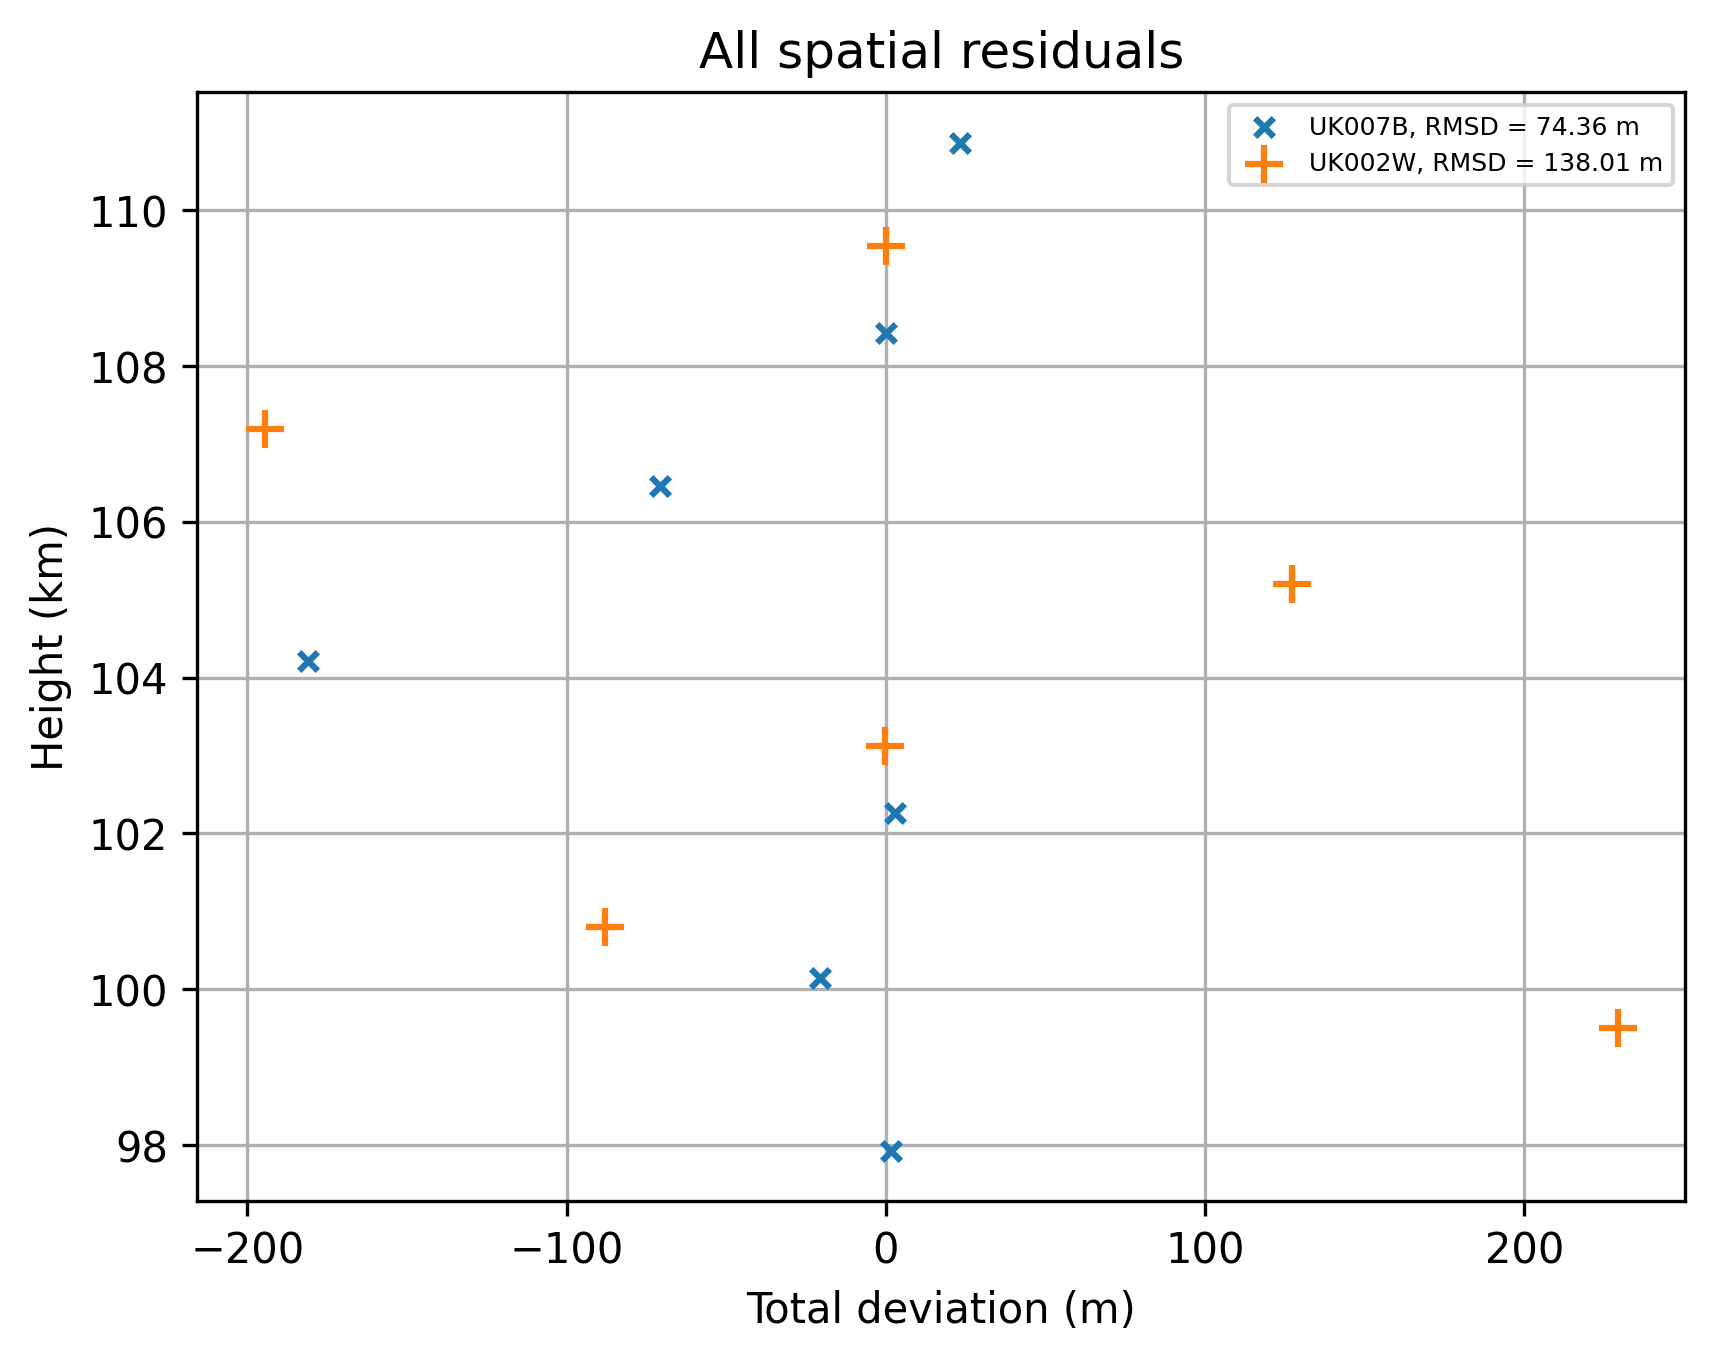 All spatial residuals
UK007B, RMSD = 74.36 m
UK002W, RMSD = 138.01 m
110
108
106
104
102
100
98
Height (km)
−200
−100
0
100
200
Total deviation (m)